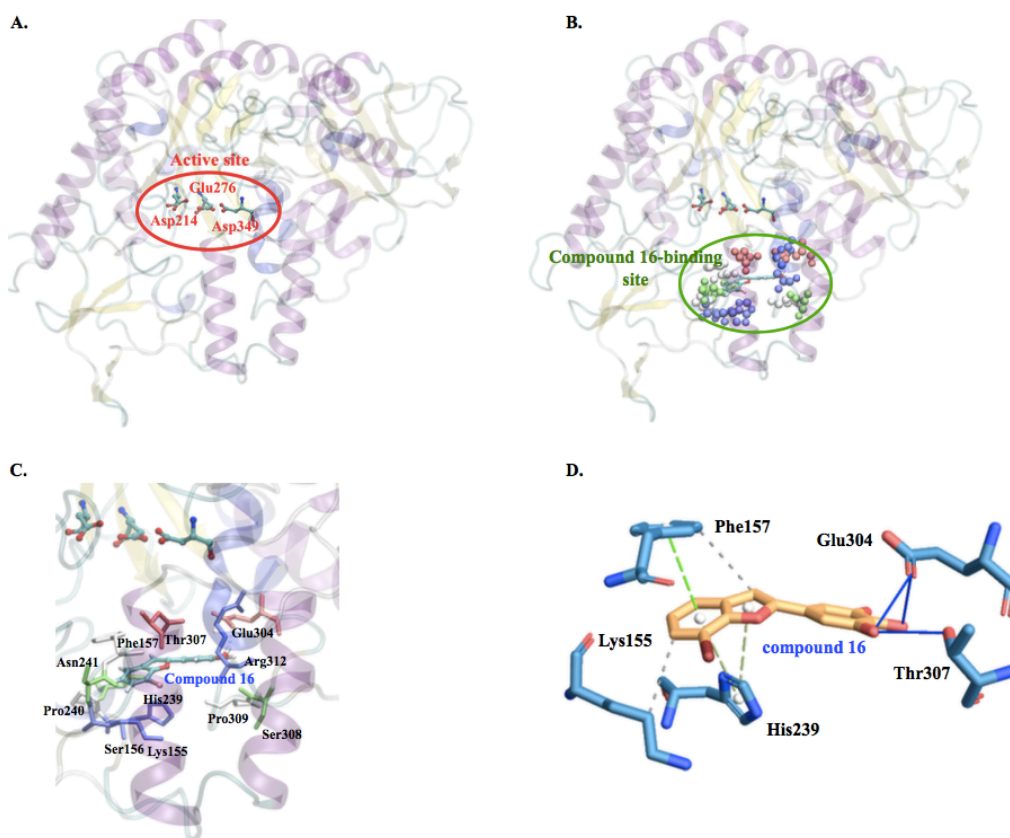 A.
Active site
Glu276
Asp214
Asp349
B.
Compound 16-binding
site
C.
Phe157
Thr307
Glu304
Asn241
Arg312
Compound 16
His239
Pro240
Pro309
Ser308
Ser156
Lys155
D.
Phe157
Glu304
Lys155
compound 16
Thr307
His239